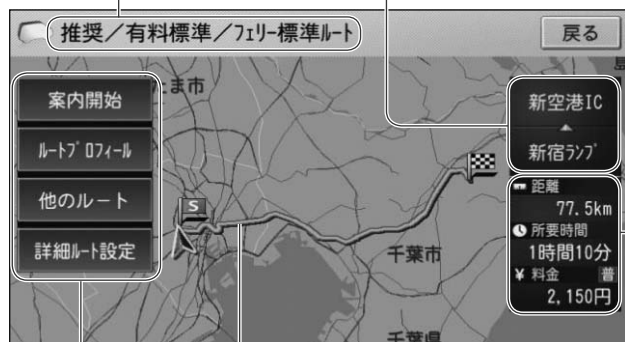 推奨／有料標準／フェリー標準ルート
戻る
案内開始
ルートプロフィール
他のルート
詳細ルート設定
たま市
S
千葉市
千葉県
新空港IC
新宿ランプ
距離
77.5km
所要時間
1時間10分
¥ 料金 普
2,150円